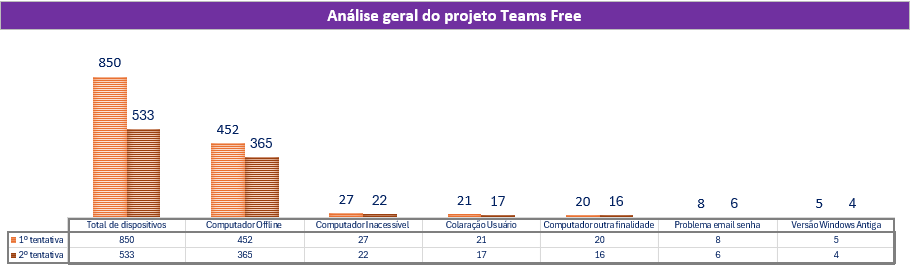 Análise geral do projeto Teams Free
850
533
452
365
27 22
21 17
20 16
8 6
5 4
Total de dispositivos Computador Offline Computador Inacessível Colaração Usuário Computador outra finalidade Problema email senha Versão Windows Antiga
1º tentativa 850 452 27 21 20 8 5
2º tentativa 533 365 22 17 16 6 4